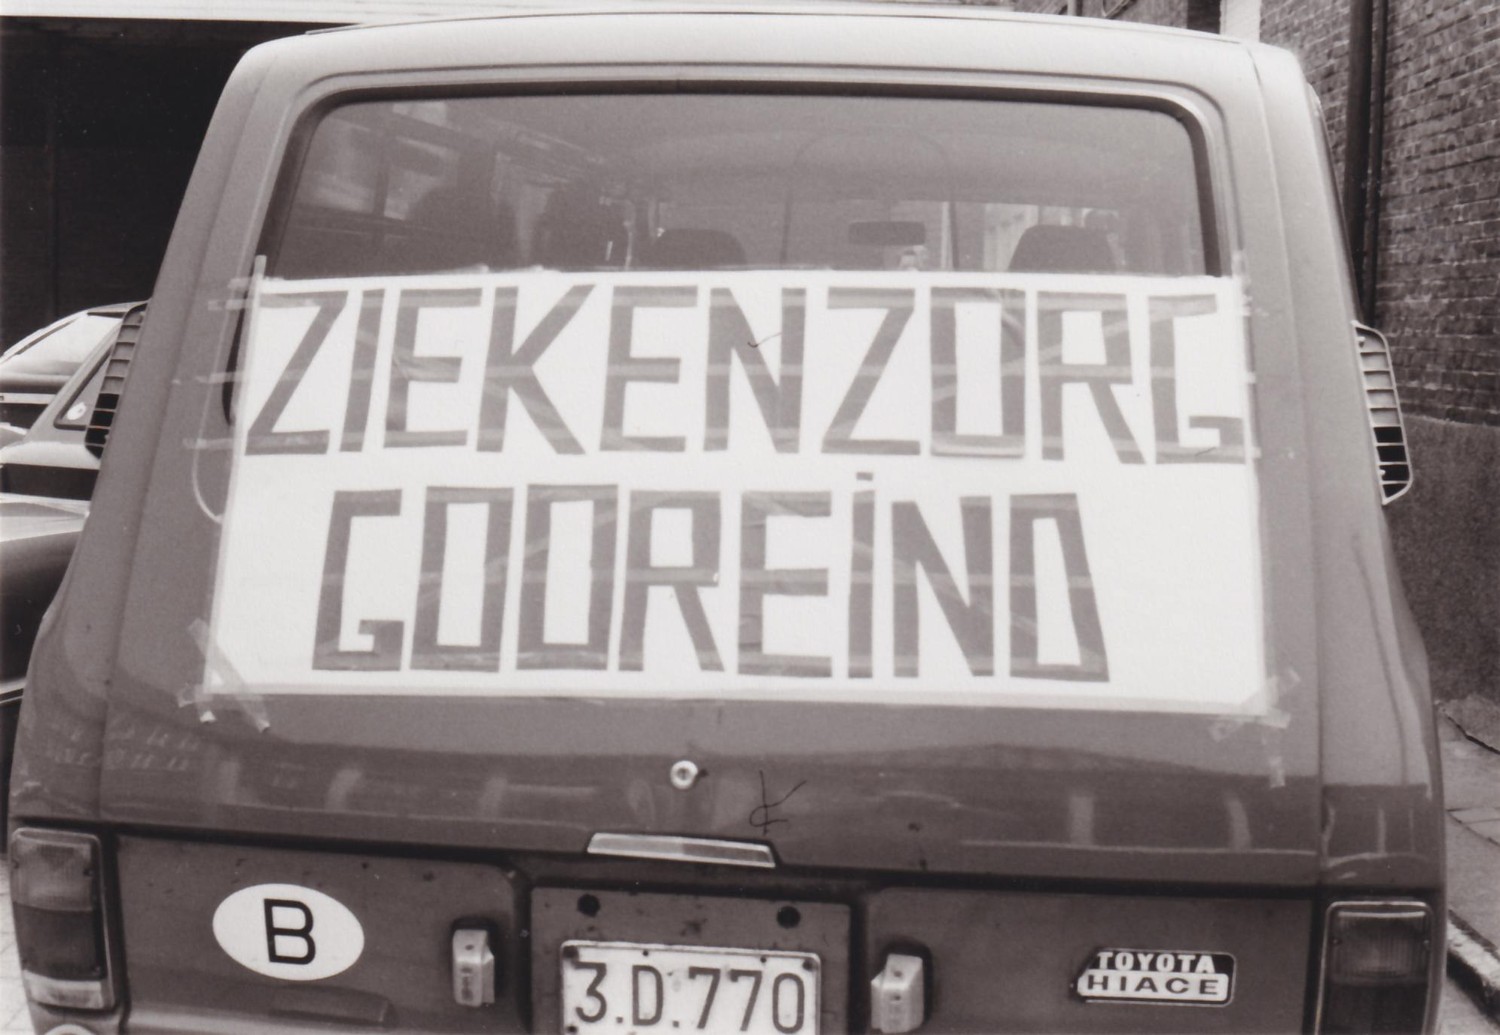 ZIEKENZORG
GOOREiND
B
3.D.770
TOYOTA
HIACE